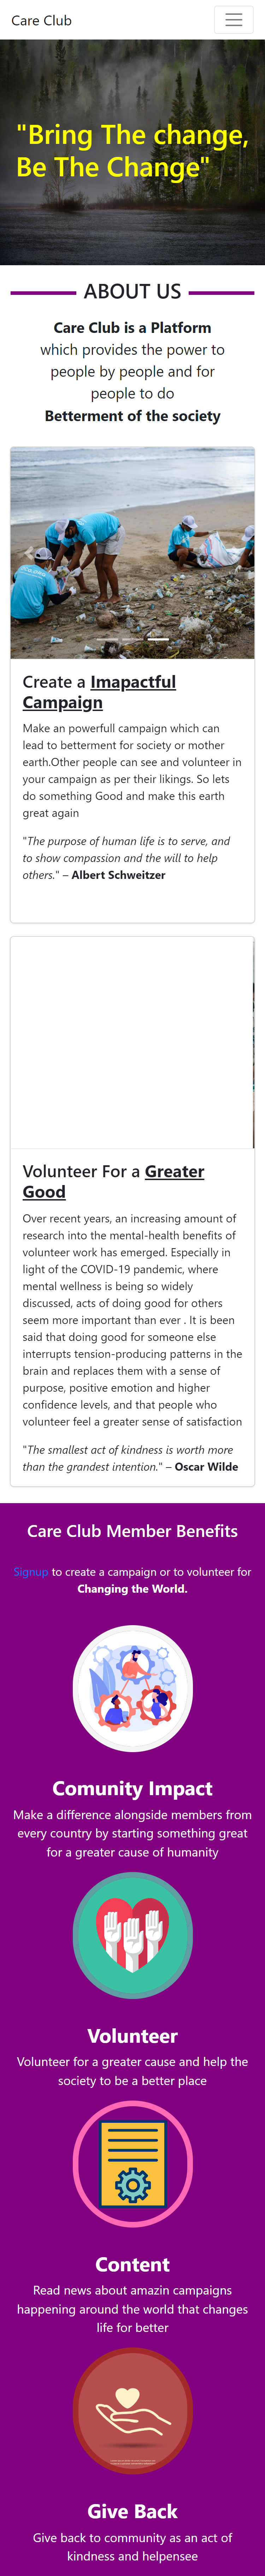 Care Club
"Bring The change,
Be The Change"
ABOUT US
Care Club is a Platform
which provides the power to
people by people and for
people to do
Betterment of the society
Create a Imapactful
Campaign
Make an powerfull campaign which can
lead to betterment for society or mother
earth.Other people can see and volunteer in
your campaign as per their likings. So lets
do something Good and make this earth
great again
"The purpose of human life is to serve, and
to show compassion and the will to help
others." – Albert Schweitzer
Volunteer For a Greater
Good
Over recent years, an increasing amount of
research into the mental-health benefits of
volunteer work has emerged. Especially in
light of the COVID-19 pandemic, where
mental wellness is being so widely
discussed, acts of doing good for others
seem more important than ever . It is been
said that doing good for someone else
interrupts tension-producing patterns in the
brain and replaces them with a sense of
purpose, positive emotion and higher
confidence levels, and that people who
volunteer feel a greater sense of satisfaction
"The smallest act of kindness is worth more
than the grandest intention." – Oscar Wilde
Care Club Member Benefits
Signup to create a campaign or to volunteer for
Changing the World.
Comunity Impact
Make a difference alongside members from
every country by starting something great
for a greater cause of humanity
Volunteer
Volunteer for a greater cause and help the
society to be a better place
Content
Read news about amazin campaigns
happening around the world that changes
life for better
Give Back
Give back to community as an act of
kindness and helpensee